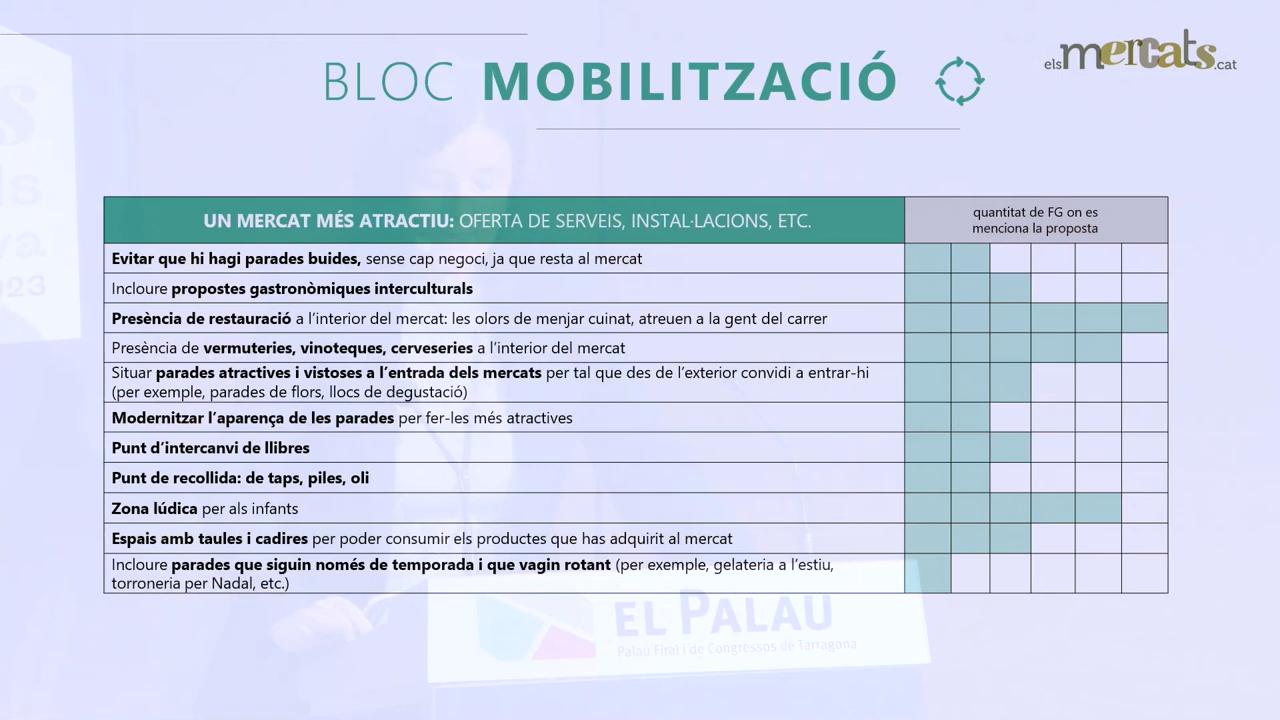 elsmercats.cat
BLOC MOBILITZACIÓ
UN MERCAT MÉS ATRACTIU: OFERTA DE SERVEIS, INSTAL·LACIONS, ETC.
quantitat de FG on es
menciona la proposta
Evitar que hi hagi parades buides, sense cap negoci, ja que resta al mercat
Incloure propostes gastronòmiques interculturals
Presència de restauració a l’interior del mercat: les olors de menjar cuinat, atreuen a la gent del carrer
Presència de vermuteries, vinoteques, cerveseries a l’interior del mercat
Situar parades atractives i vistoses a l’entrada dels mercats per tal que des de l’exterior convidi a entrar-hi
(per exemple, parades de flors, llocs de degustació)
Modernitzar l’aparença de les parades per fer-les més atractives
Punt d’intercanvi de llibres
Punt de recollida: de taps, piles, oli
Zona lúdica per als infants
Espais amb taules i cadires per poder consumir els productes que has adquirit al mercat
Incloure parades que siguin només de temporada i que vagin rotant (per exemple, gelateria a l’estiu,
torroneria per Nadal, etc.)
EL PALAU
Palau Firal i de Congressos de Tarragona